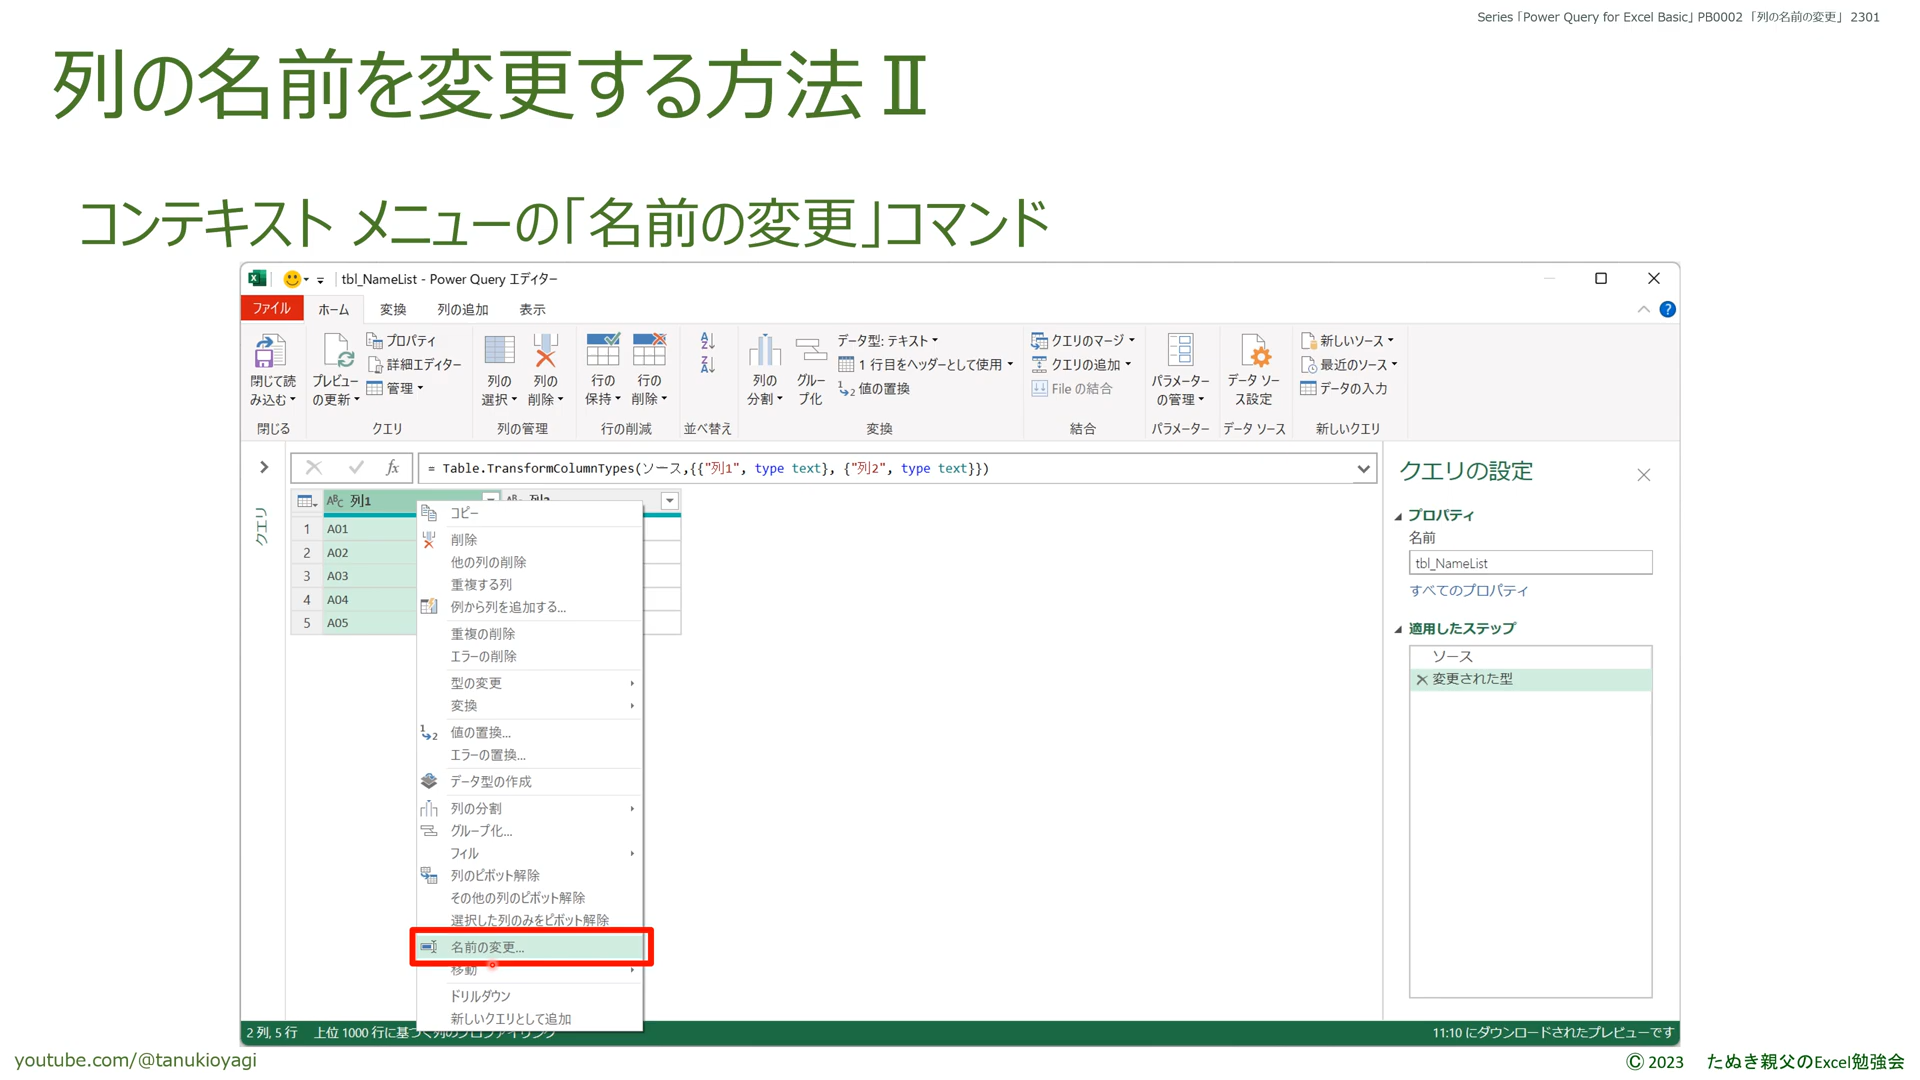 Series「Power Query for Excel Basic」PB0002「列の名前の変更」 2301
列の名前を変更する方法Ⅱ
コンテキスト メニューの「名前の変更」コマンド
tbl_NameList - Power Query エディター
ファイル ホーム 変換 列の追加 表示
閉じて読み込む
プレビューの更新
プロパティ
詳細エディター
管理
列の選択
列の削除
行の保持
行の削除
列の分割
グループ化
データ型: テキスト
1 行目をヘッダーとして使用
値の置換
クエリのマージ
クエリの追加
File の結合
パラメーターの管理
データ ソース設定
新しいソース
最近のソース
データの入力
閉じる クエリ 列の管理 行の削減 並べ替え 変換 結合 パラメーター データ ソース 新しいクエリ
fx = Table.TransformColumnTypes(ソース,{{"列1", type text}, {"列2", type text}})
クエリ
列1
1 A01
2 A02
3 A03
4 A04
5 A05
コピー
削除
他の列の削除
重複する列
例から列を追加する...
重複の削除
エラーの削除
型の変更
変換
値の置換...
エラーの置換...
データ型の作成
列の分割
グループ化...
フィル
列のピボット解除
その他の列のピボット解除
選択した列のみをピボット解除
名前の変更...
移動
ドリルダウン
新しいクエリとして追加
クエリの設定
プロパティ
名前
tbl_NameList
すべてのプロパティ
適用したステップ
ソース
変更された型
2 列, 5 行 上位 1000 行に基づく列のプロファイリング
11:10 にダウンロードされたプレビューです
youtube.com/@tanukioyagi
© 2023 たぬき親父のExcel勉強会